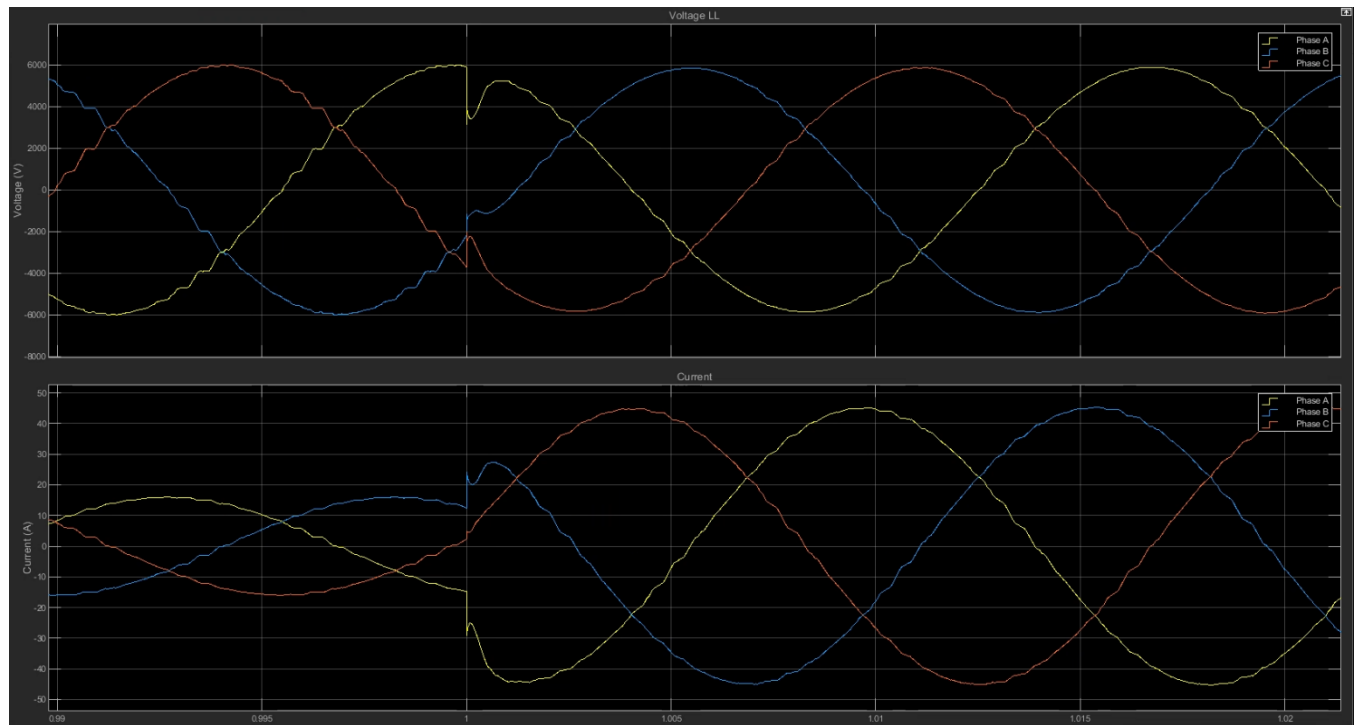 Voltage LL
Phase A
Phase B
Phase C
6000
4000
2000
0
-2000
-4000
-6000
-8000
Voltage (V)
Current
Phase A
Phase B
Phase C
50
40
30
20
10
0
-10
-20
-30
-40
-50
Current (A)
0.99
0.995
1
1.005
1.01
1.015
1.02